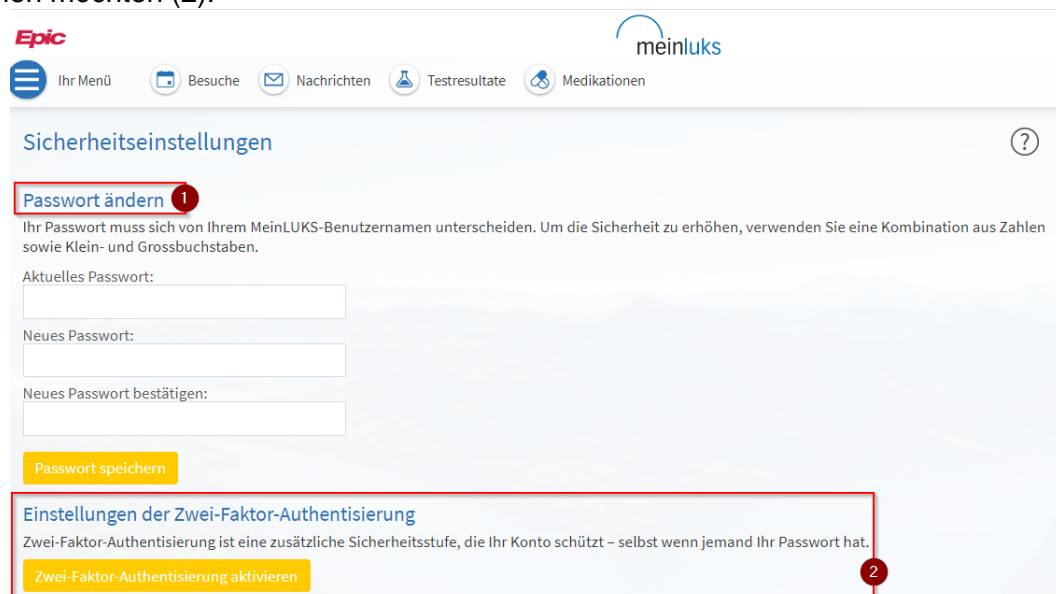 möchten (2).
Epic
meinluks
Ihr Menü Besuche Nachrichten Testresultate Medikationen
Sicherheitseinstellungen ?
Passwort ändern 1
Ihr Passwort muss sich von Ihrem MeinLUKS-Benutzernamen unterscheiden. Um die Sicherheit zu erhöhen, verwenden Sie eine Kombination aus Zahlen
sowie Klein- und Grossbuchstaben.
Aktuelles Passwort:
Neues Passwort:
Neues Passwort bestätigen:
Passwort speichern
Einstellungen der Zwei-Faktor-Authentisierung
Zwei-Faktor-Authentisierung ist eine zusätzliche Sicherheitsstufe, die Ihr Konto schützt – selbst wenn jemand Ihr Passwort hat.
Zwei-Faktor-Authentisierung aktivieren 2